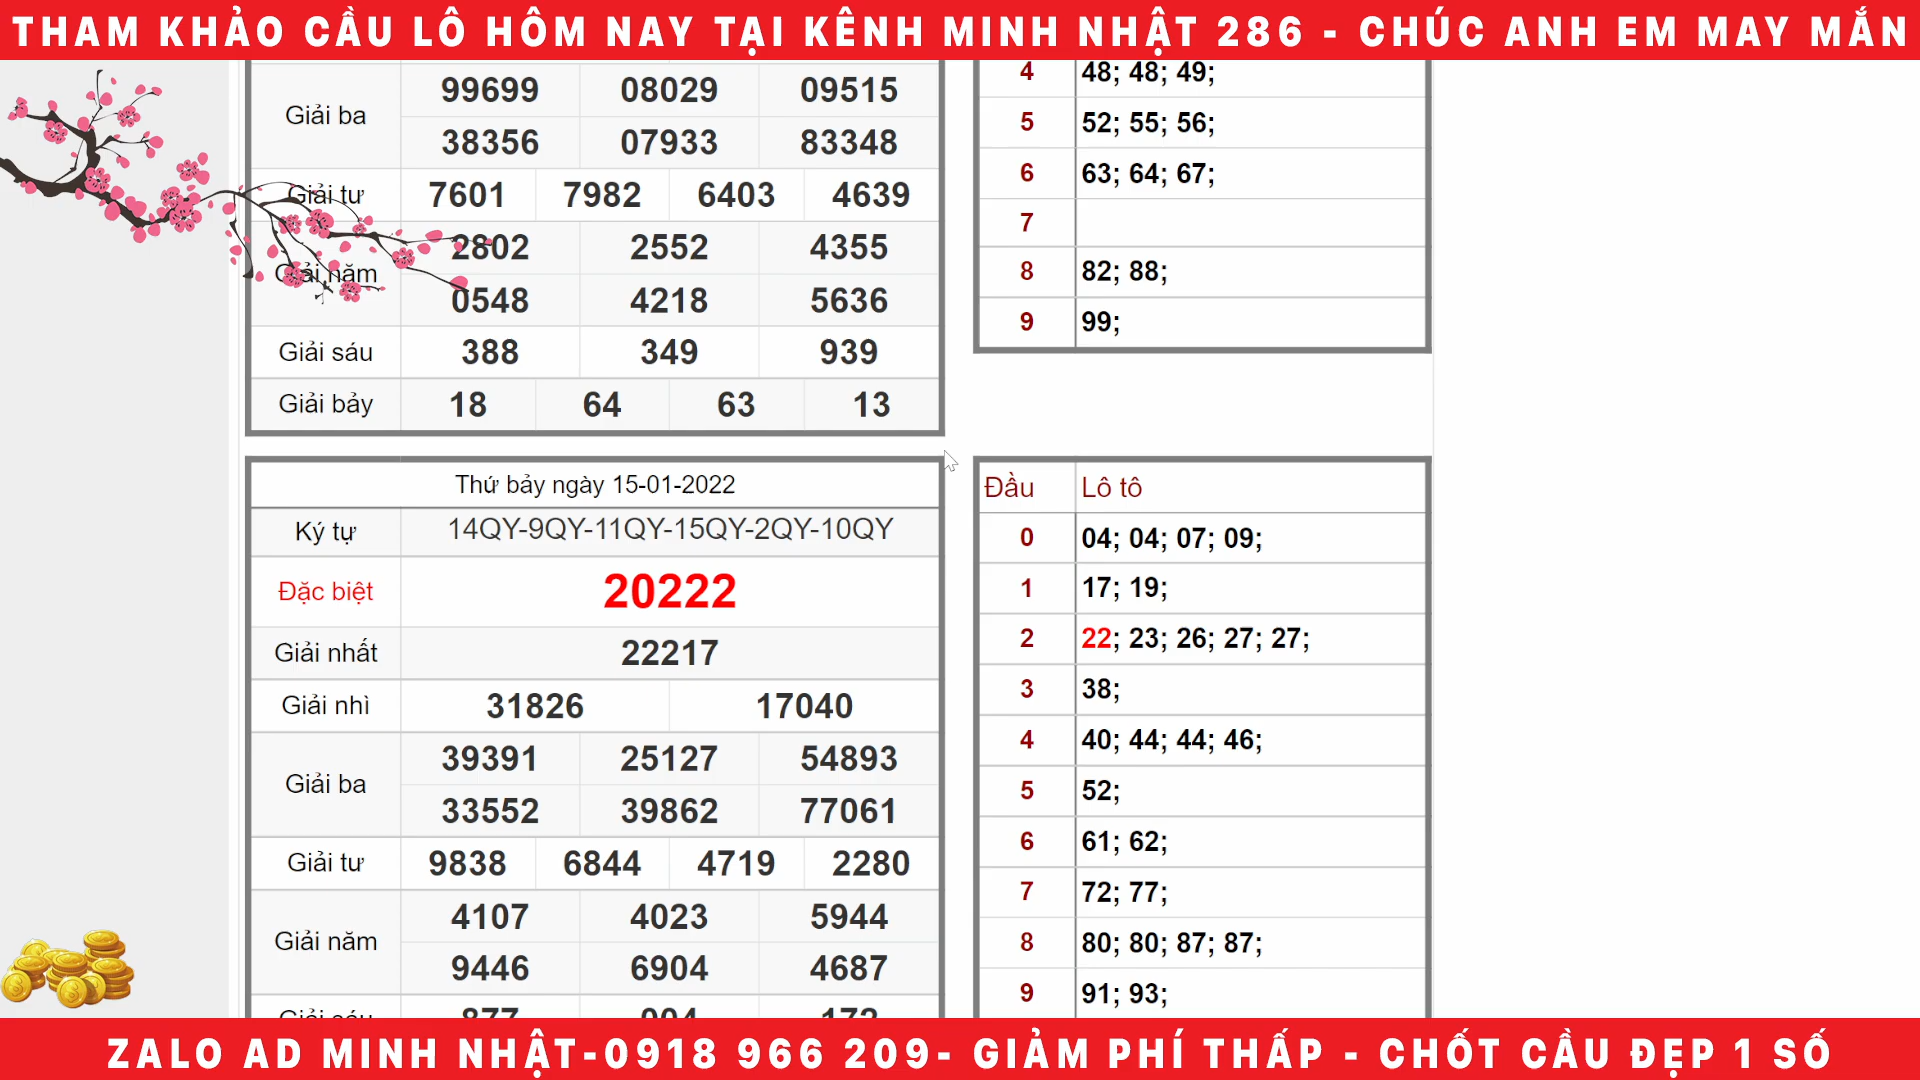 THAM KHẢO CẦU LÔ HÔM NAY TẠI KÊNH MINH NHẬT 286 - CHÚC ANH EM MAY MẮN
Giải ba
99699 08029 09515
38356 07933 83348
Giải tư 7601 7982 6403 4639
Giải năm
2802 2552 4355
0548 4218 5636
Giải sáu 388 349 939
Giải bảy 18 64 63 13
4 48; 48; 49;
5 52; 55; 56;
6 63; 64; 67;
7
8 82; 88;
9 99;
Thứ bảy ngày 15-01-2022
Ký tự 14QY-9QY-11QY-15QY-2QY-10QY
Đặc biệt 20222
Giải nhất 22217
Giải nhì 31826 17040
Giải ba
39391 25127 54893
33552 39862 77061
Giải tư 9838 6844 4719 2280
Giải năm
4107 4023 5944
9446 6904 4687
Giải sáu 877 904 172
Đầu Lô tô
0 04; 04; 07; 09;
1 17; 19;
2 22; 23; 26; 27; 27;
3 38;
4 40; 44; 44; 46;
5 52;
6 61; 62;
7 72; 77;
8 80; 80; 87; 87;
9 91; 93;
ZALO AD MINH NHẬT-0918 966 209- GIẢM PHÍ THẤP - CHỐT CẦU ĐẸP 1 SỐ